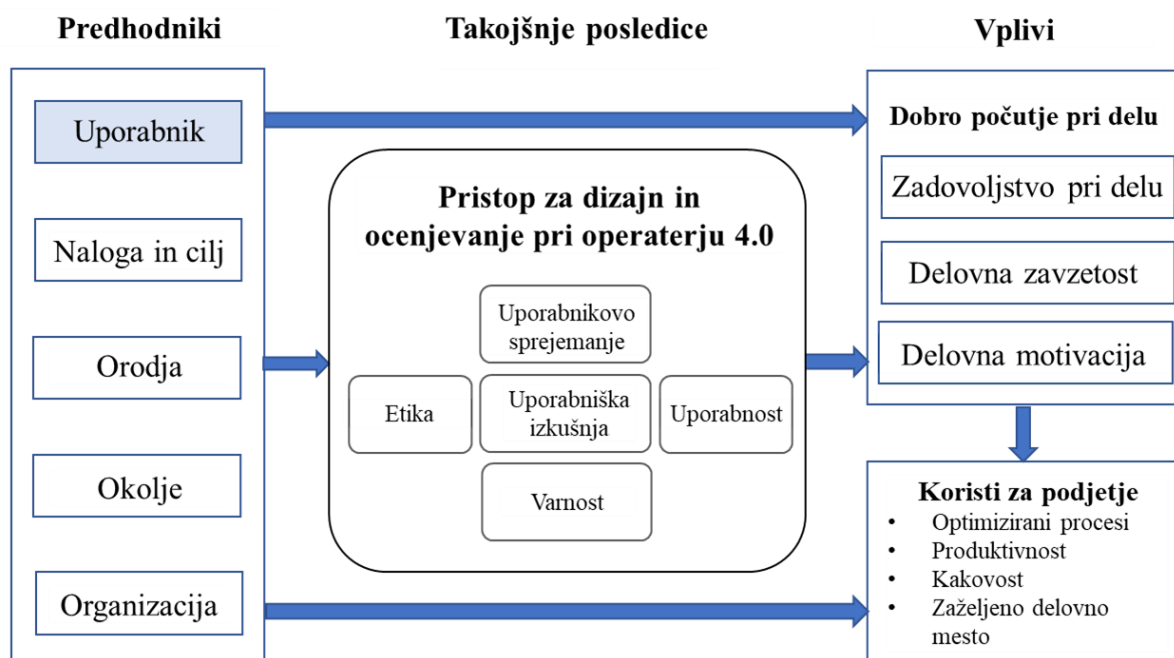 Predhodniki
Takojšnje posledice
Vplivi
Uporabnik
Naloga in cilj
Orodja
Okolje
Organizacija
Pristop za dizajn in
ocenjevanje pri operaterju 4.0
Uporabnikovo
sprejemanje
Etika
Uporabniška
izkušnja
Uporabnost
Varnost
Dobro počutje pri delu
Zadovoljstvo pri delu
Delovna zavzetost
Delovna motivacija
Koristi za podjetje
• Optimizirani procesi
• Produktivnost
• Kakovost
• Zaželjeno delovno
mesto